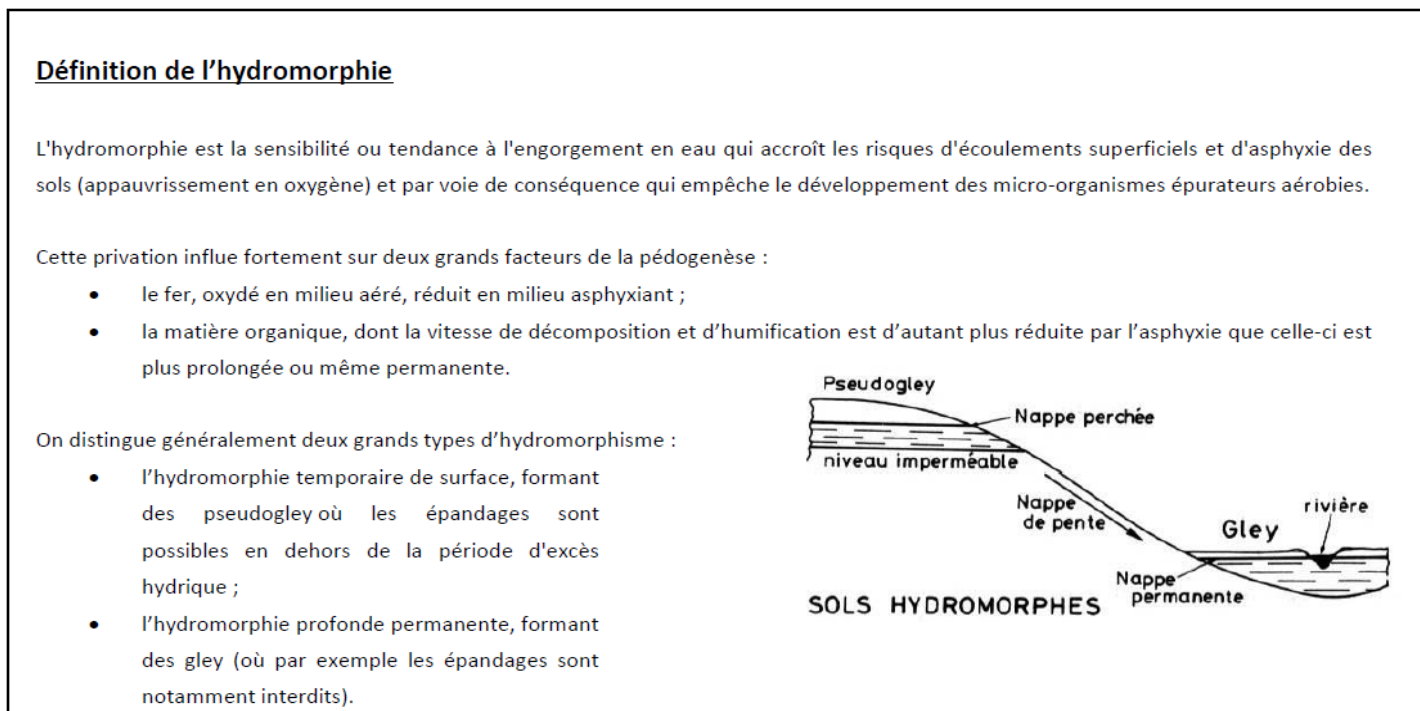 Définition de l'hydromorphie
L'hydromorphie est la sensibilité ou tendance à l'engorgement en eau qui accroît les risques d'écoulements superficiels et d'asphyxie des
sols (appauvrissement en oxygène) et par voie de conséquence qui empêche le développement des micro-organismes épurateurs aérobies.
Cette privation influe fortement sur deux grands facteurs de la pédogenèse :
• le fer, oxydé en milieu aéré, réduit en milieu asphyxiant ;
• la matière organique, dont la vitesse de décomposition et d'humification est d'autant plus réduite par l'asphyxie que celle-ci est
plus prolongée ou même permanente.
On distingue généralement deux grands types d'hydromorphisme :
• l'hydromorphie temporaire de surface, formant
des pseudogley où les épandages sont
possibles en dehors de la période d'excès
hydrique ;
• l'hydromorphie profonde permanente, formant
des gley (où par exemple les épandages sont
notamment interdits).
Pseudogley
Nappe perchée
niveau imperméable
Nappe
de pente
rivière
Gley
Nappe
permanente
SOLS HYDROMORPHES